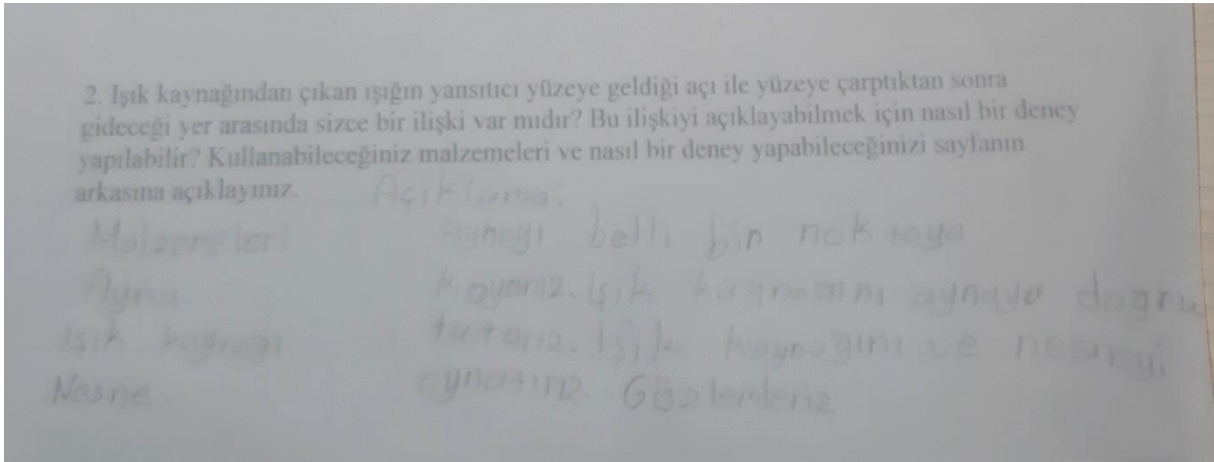 2. Işık kaynağından çıkan ışığın yansıtıcı yüzeye geldiği açı ile yüzeye çarptıktan sonra
gideceği yer arasında sizce bir ilişki var mıdır? Bu ilişkiyi açıklayabilmek için nasıl bir deney
yapılabilir? Kullanabileceğiniz malzemeleri ve nasıl bir deney yapabileceğinizi sayfanın
arkasına açıklayınız.
Açıklama:
Malzemeleri
Ayna
ışık kaynağı
Nesne
Aynayı belli bir noktaya
koyarız. Işık kaynağını aynaya doğru
tutarız. Işık kaynağını ve nesneyi
oynatırız. Gözlemleriz